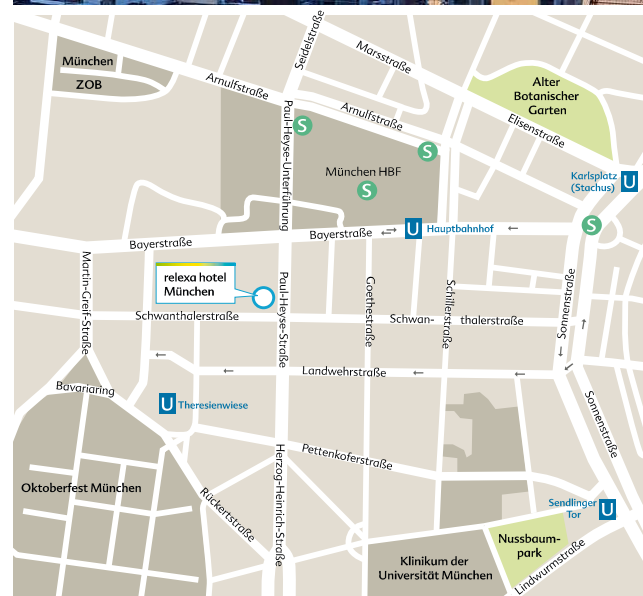 Seidelstraße
Marsstraße
München
ZOB
Arnulfstraße
Arnulfstraße
Alter
Botanischer
Garten
Elisenstraße
Paul-Heyse-Unterführung
S
S
München HBF
S
Karlsplatz
(Stachus)
U
S
Bayerstraße
Bayerstraße
U Hauptbahnhof
Martin-Greif-Straße
relexa hotel
München
Paul-Heyse-Straße
Goethestraße
Schillerstraße
Sonnenstraße
Schwanthalerstraße
Schwan- thalerstraße
Landwehrstraße
Bavariaring
U Theresienwiese
Sonnenstraße
Herzog-Heinrich-Straße
Pettenkoferstraße
Oktoberfest München
Rückertstraße
Sendlinger
Tor
U
Nussbaum-
park
Klinikum der
Universität München
Lindwurmstraße